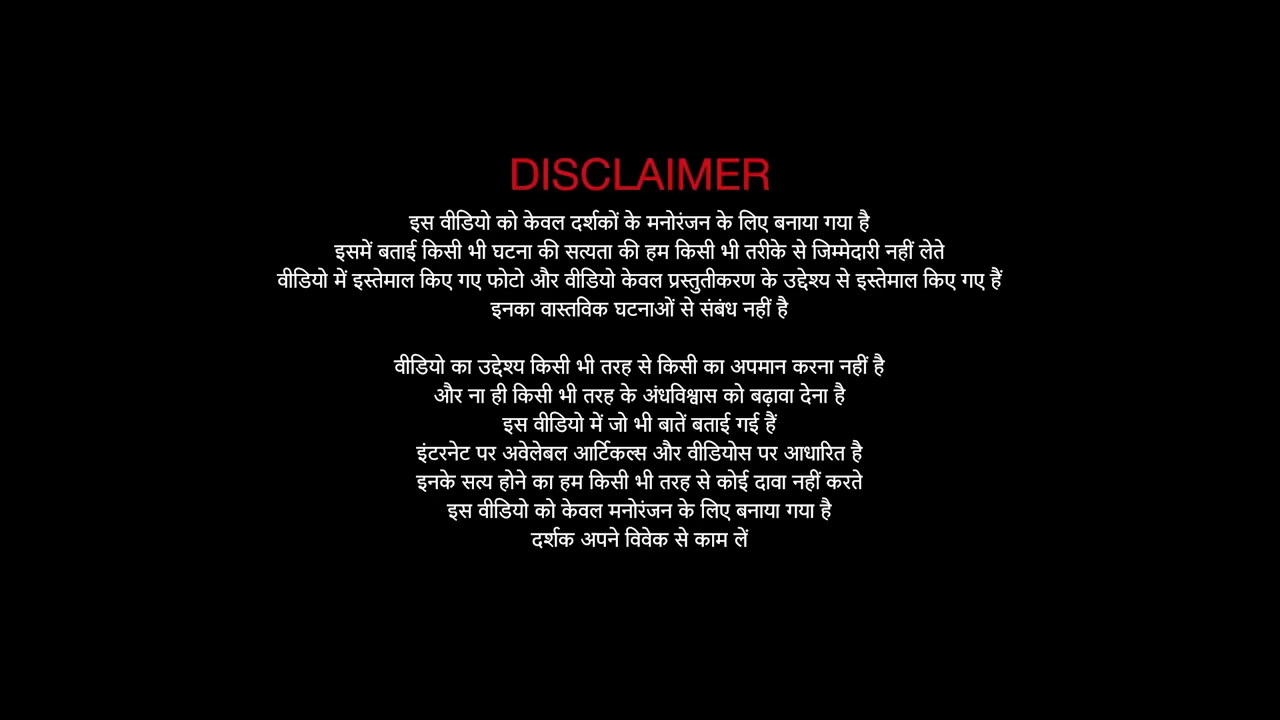 DISCLAIMER
इस वीडियो को केवल दर्शकों के मनोरंजन के लिए बनाया गया है
इसमें बताई किसी भी घटना की सत्यता की हम किसी भी तरीके से जिम्मेदारी नहीं लेते
वीडियो में इस्तेमाल किए गए फोटो और वीडियो केवल प्रस्तुतीकरण के उद्देश्य से इस्तेमाल किए गए हैं
इनका वास्तविक घटनाओं से संबंध नहीं है
वीडियो का उद्देश्य किसी भी तरह से किसी का अपमान करना नहीं है
और ना ही किसी भी तरह के अंधविश्वास को बढ़ावा देना है
इस वीडियो में जो भी बातें बताई गई हैं
इंटरनेट पर अवेलेबल आर्टिकल्स और वीडियोस पर आधारित है
इनके सत्य होने का हम किसी भी तरह से कोई दावा नहीं करते
इस वीडियो को केवल मनोरंजन के लिए बनाया गया है
दर्शक अपने विवेक से काम लें